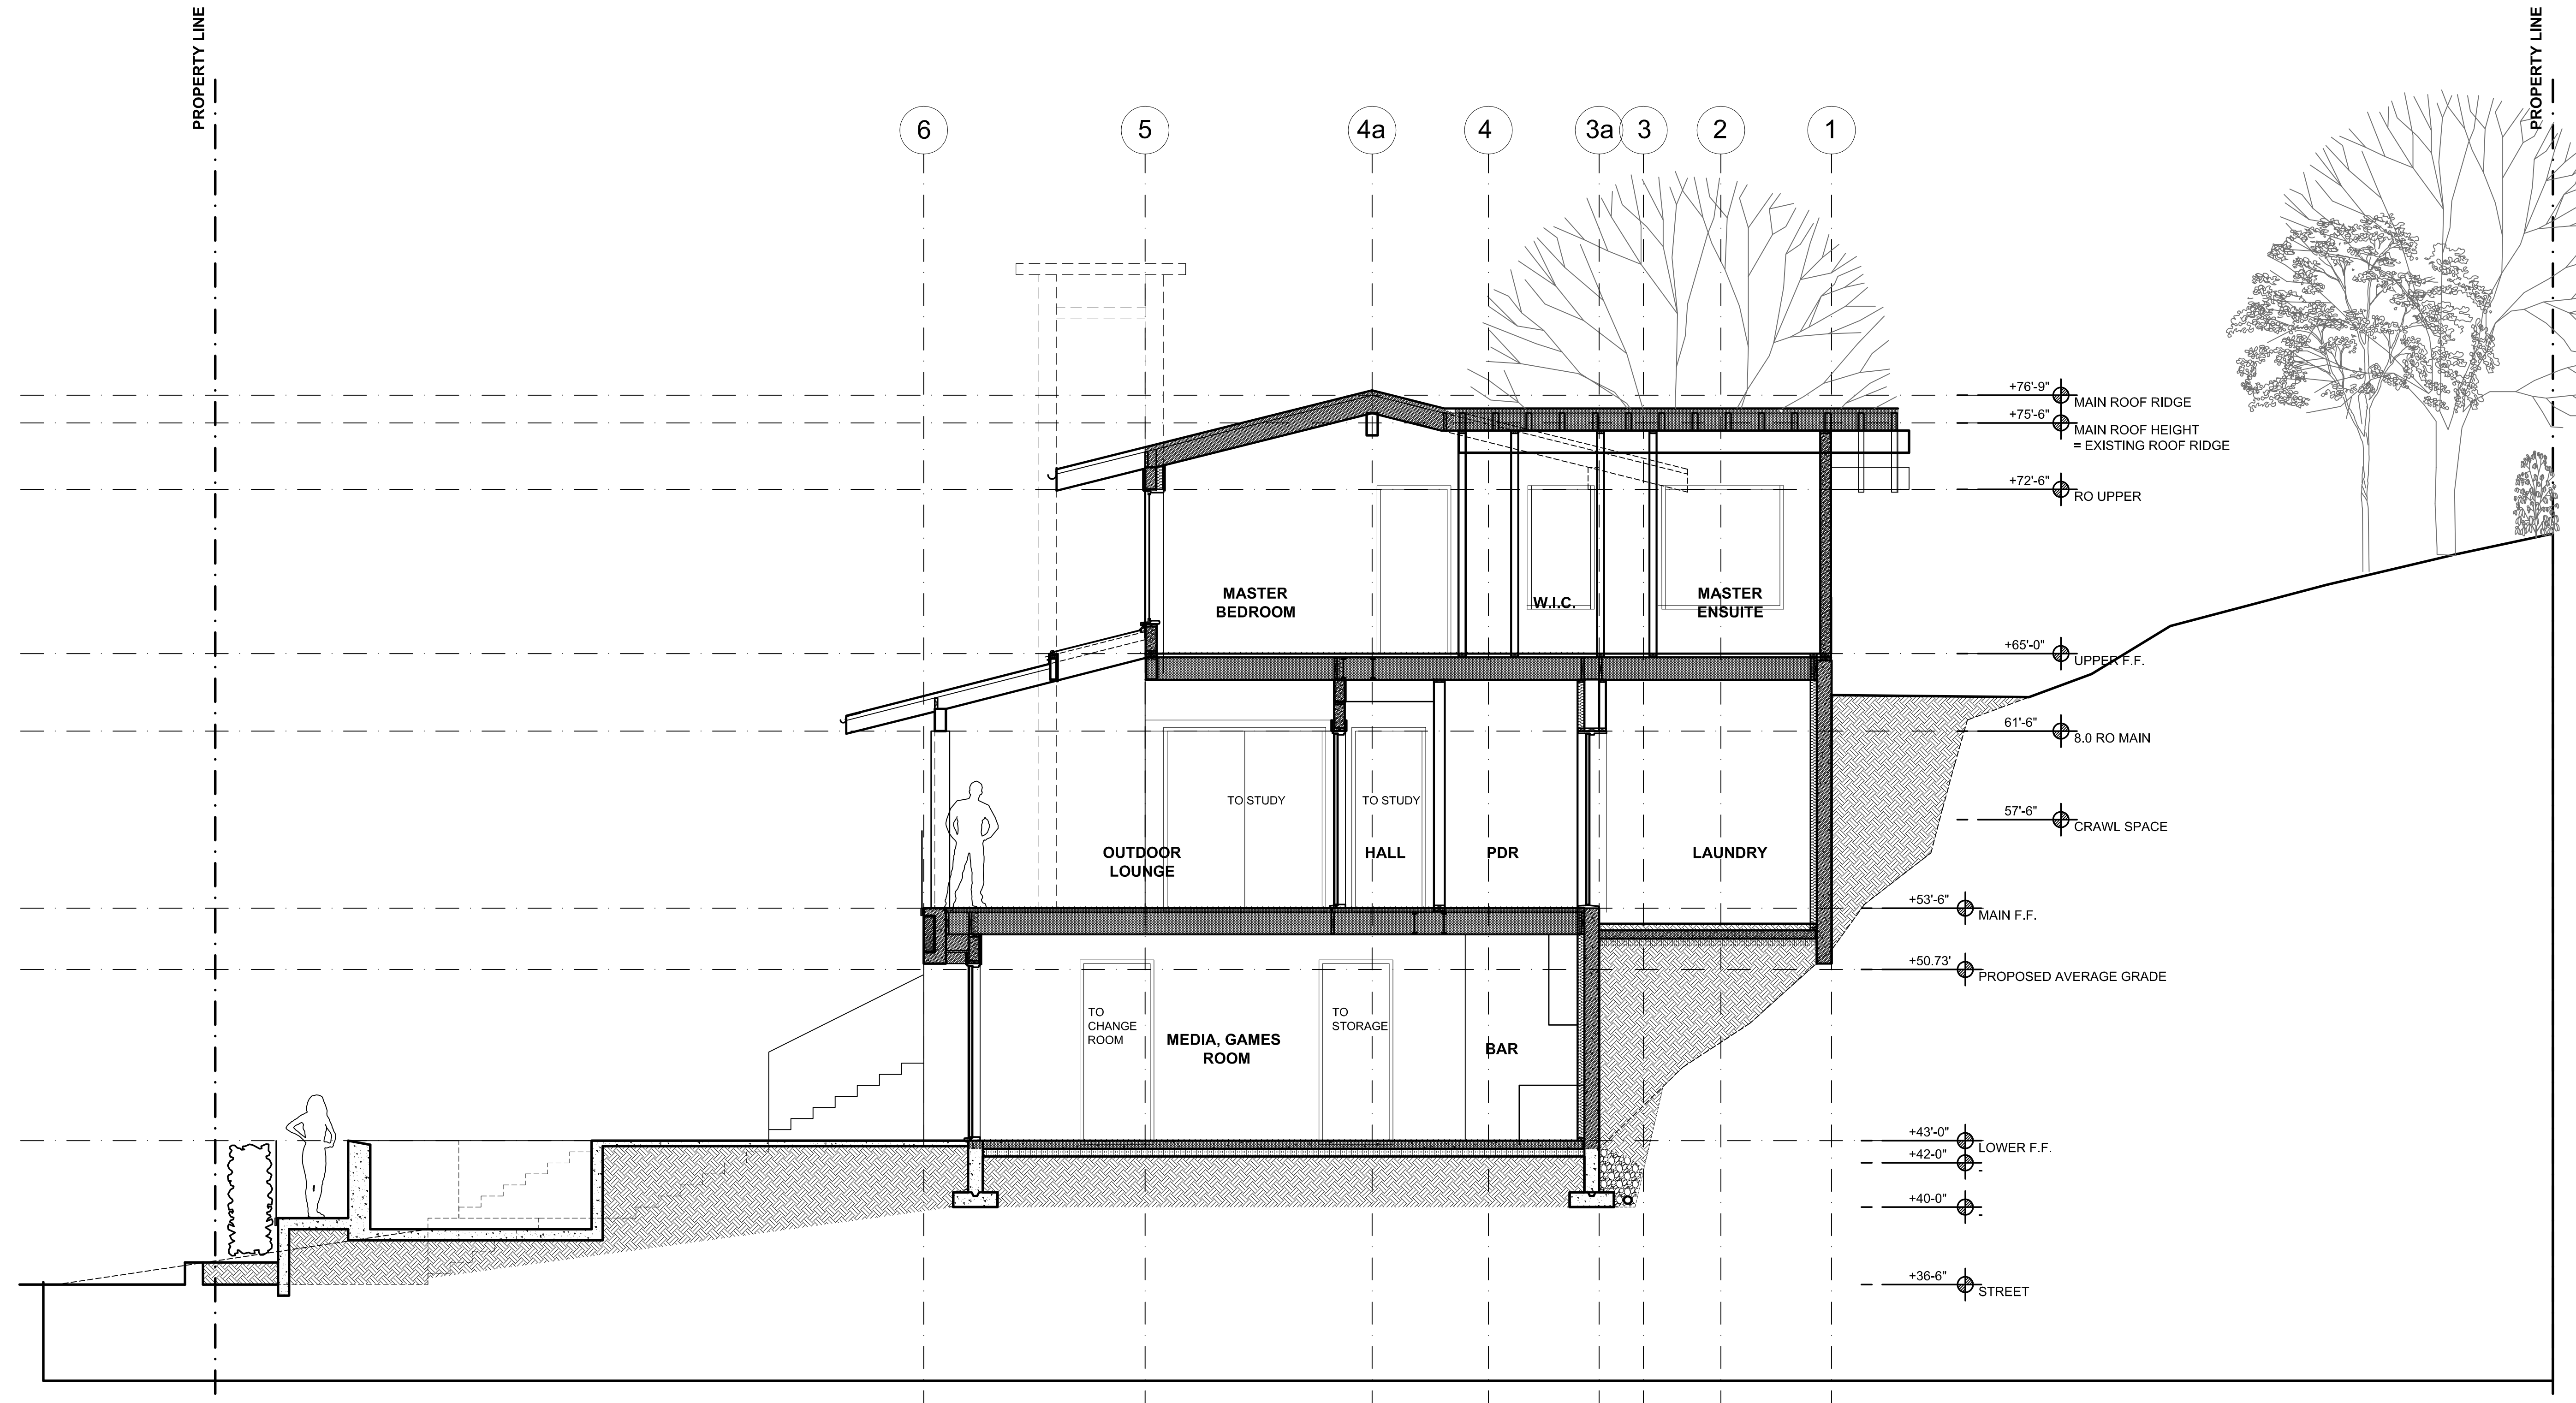 PROPERTY LINE
PROPERTY LINE
6
5
4a
4
3a
3
2
1
+76'-9"
MAIN ROOF RIDGE
+75'-6"
MAIN ROOF HEIGHT
= EXISTING ROOF RIDGE
+72'-6"
RO UPPER
MASTER
BEDROOM
W.I.C.
MASTER
ENSUITE
+65'-0"
UPPER F.F.
61'-6"
8.0 RO MAIN
TO STUDY
TO STUDY
57'-6"
CRAWL SPACE
OUTDOOR
LOUNGE
HALL
PDR
LAUNDRY
+53'-6"
MAIN F.F.
+50.73'
PROPOSED AVERAGE GRADE
TO
CHANGE
ROOM
MEDIA, GAMES
ROOM
TO
STORAGE
BAR
+43'-0"
LOWER F.F.
+42'-0"
-
+40-0"
-
+36-6"
STREET